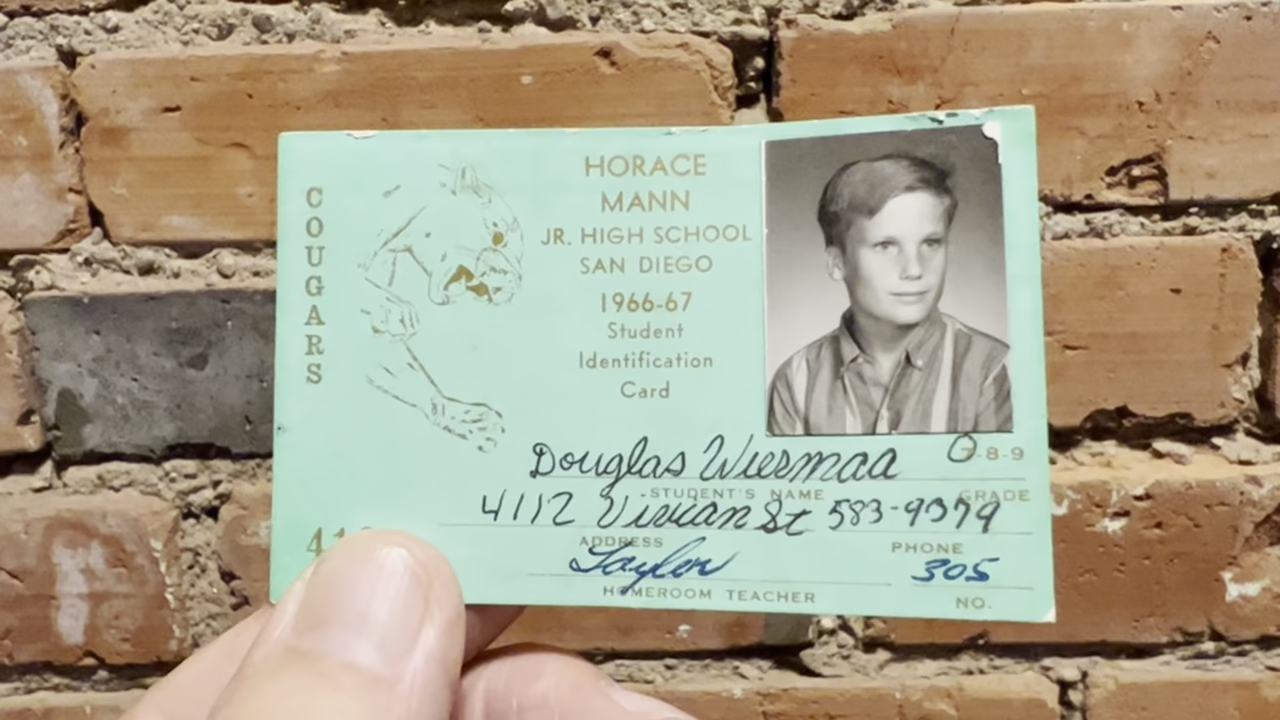 COUGARS
HORACE
MANN
JR. HIGH SCHOOL
SAN DIEGO
1966-67
Student
Identification
Card
Douglas Wiermaa 7-8-9
STUDENT'S NAME GRADE
4112 Vivian St 583-9379
ADDRESS PHONE
Taylor 305
HOMEROOM TEACHER NO.